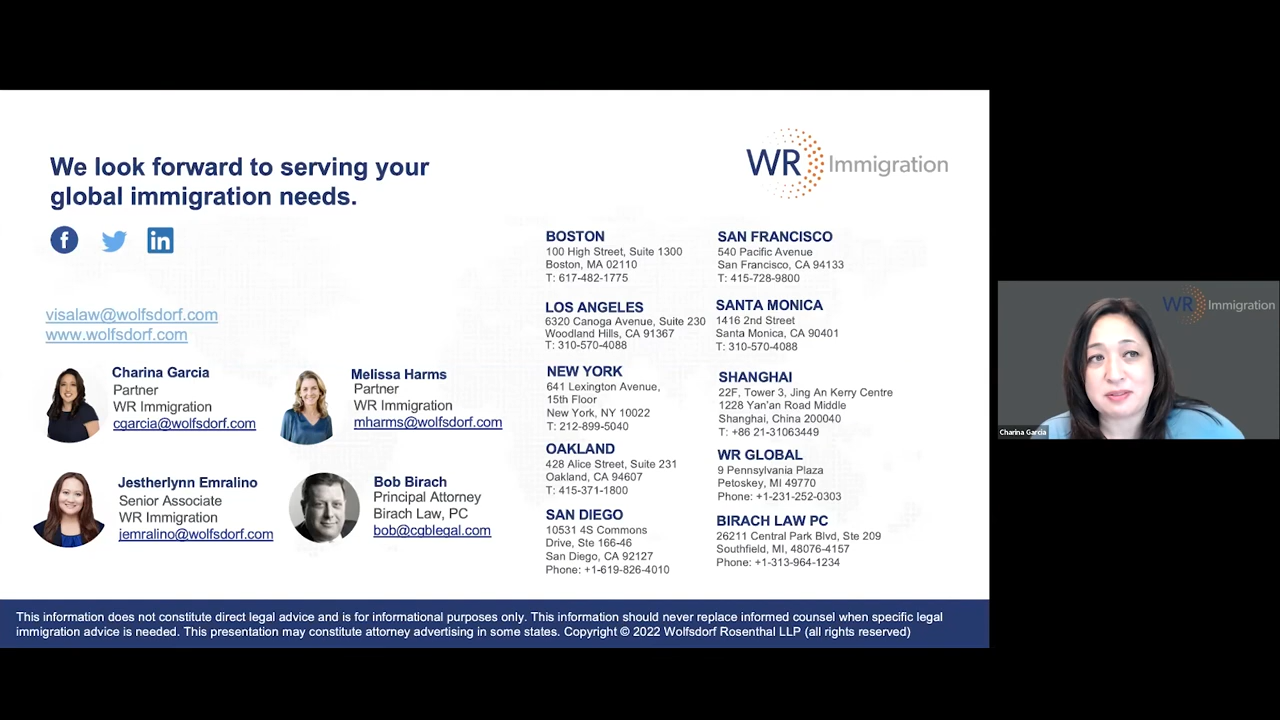 We look forward to serving your
global immigration needs.
WR Immigration
f
in
visalaw@wolfsdorf.com
www.wolfsdorf.com
Charina Garcia
Partner
WR Immigration
cgarcia@wolfsdorf.com
Melissa Harms
Partner
WR Immigration
mharms@wolfsdorf.com
Jestherlynn Emralino
Senior Associate
WR Immigration
jemralino@wolfsdorf.com
Bob Birach
Principal Attorney
Birach Law, PC
bob@cgblegal.com
BOSTON
100 High Street, Suite 1300
Boston, MA 02110
T: 617-482-1775
LOS ANGELES
6320 Canoga Avenue, Suite 230
Woodland Hills, CA 91367
T: 310-570-4088
NEW YORK
641 Lexington Avenue,
15th Floor
New York, NY 10022
T: 212-899-5040
OAKLAND
428 Alice Street, Suite 231
Oakland, CA 94607
T: 415-371-1800
SAN DIEGO
10531 4S Commons
Drive, Ste 166-46
San Diego, CA 92127
Phone: +1-619-826-4010
SAN FRANCISCO
540 Pacific Avenue
San Francisco, CA 94133
T: 415-728-9800
SANTA MONICA
1416 2nd Street
Santa Monica, CA 90401
T: 310-570-4088
SHANGHAI
22F, Tower 3, Jing An Kerry Centre
1228 Yan'an Road Middle
Shanghai, China 200040
T: +86 21-31063449
WR GLOBAL
9 Pennsylvania Plaza
Petoskey, MI 49770
Phone: +1-231-252-0303
BIRACH LAW PC
26211 Central Park Blvd, Ste 209
Southfield, MI, 48076-4157
Phone: +1-313-964-1234
This information does not constitute direct legal advice and is for informational purposes only. This information should never replace informed counsel when specific legal
immigration advice is needed. This presentation may constitute attorney advertising in some states. Copyright © 2022 Wolfsdorf Rosenthal LLP (all rights reserved)
WR Immigration
Charina Garcia